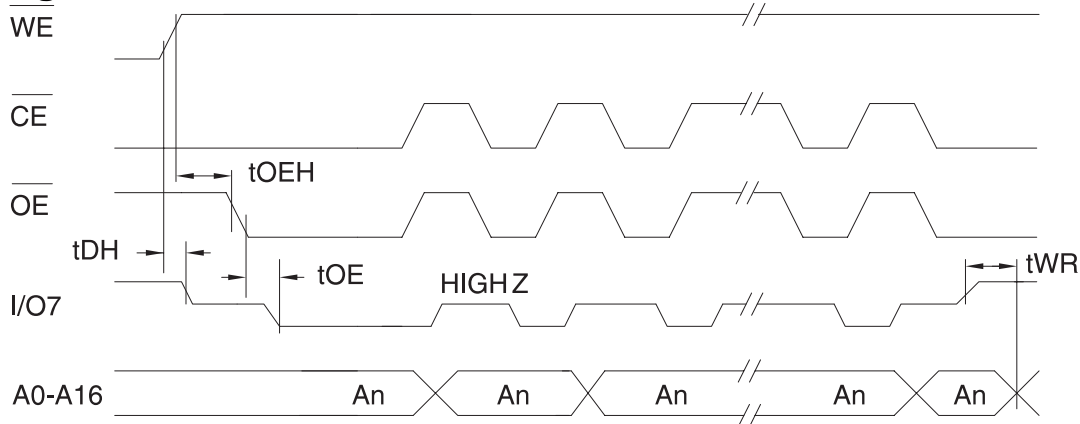 WE
CE
tOEH
OE
tDH
tOE
tWR
HIGH Z
I/O7
A0-A16 An An An An An